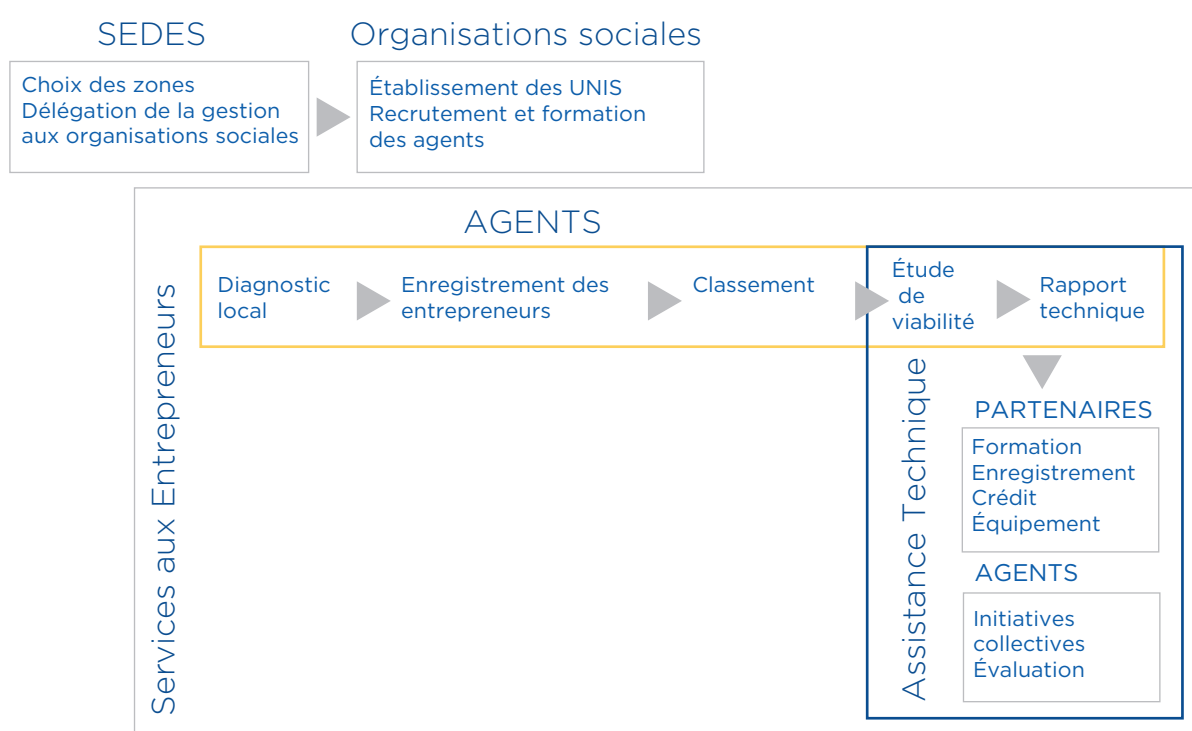 SEDES
Choix des zones
Délégation de la gestion
aux organisations sociales
Organisations sociales
Établissement des UNIS
Recrutement et formation
des agents
Services aux Entrepreneurs
AGENTS
Diagnostic
local
Enregistrement des
entrepreneurs
Classement
Étude
de
viabilité
Rapport
technique
Assistance Technique
PARTENAIRES
Formation
Enregistrement
Crédit
Équipement
AGENTS
Initiatives
collectives
Évaluation